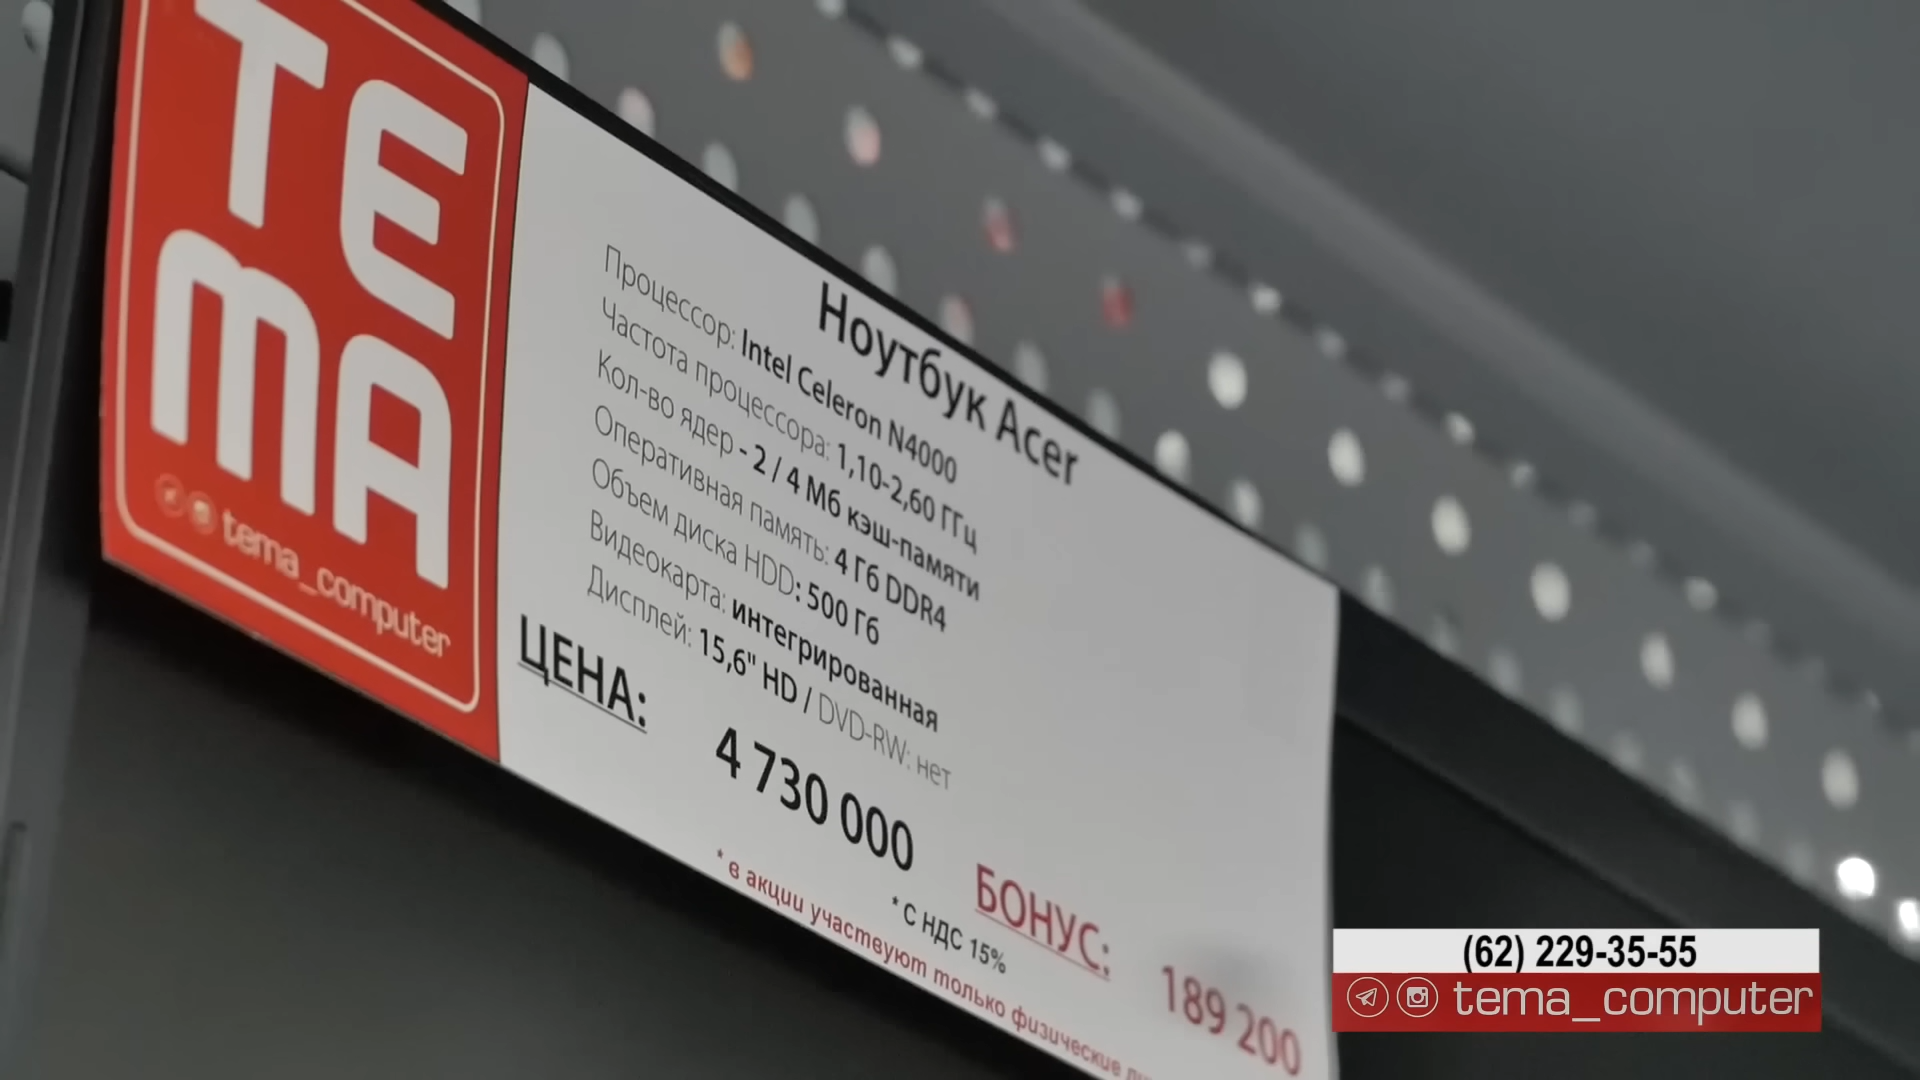 TEMA
tema_computer
Ноутбук Acer
Процессор: Intel Celeron N4000
Частота процессора: 1,10-2,60 ГГц
Кол-во ядер - 2 / 4 Мб кэш-памяти
Оперативная память: 4 Гб DDR4
Объем диска HDD: 500 Гб
Видеокарта: интегрированная
Дисплей: 15,6" HD / DVD-RW: нет
ЦЕНА:
4 730 000
* С НДС 15%
БОНУС:
189 200
* в акции участвуют только физические
(62) 229-35-55
tema_computer